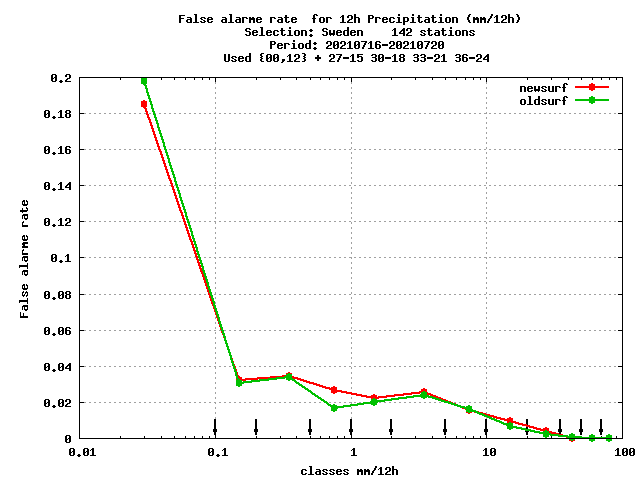 False alarme rate  for 12h Precipitation (mm/12h)
Selection: Sweden    142 stations
Period: 20210716-20210720
Used {00,12} + 27-15 30-18 33-21 36-24
newsurf
oldsurf
0.2
0.18
0.16
0.14
0.12
0.1
0.08
0.06
0.04
0.02
0
False alarme rate
0.01 0.1 1 10 100
classes mm/12h